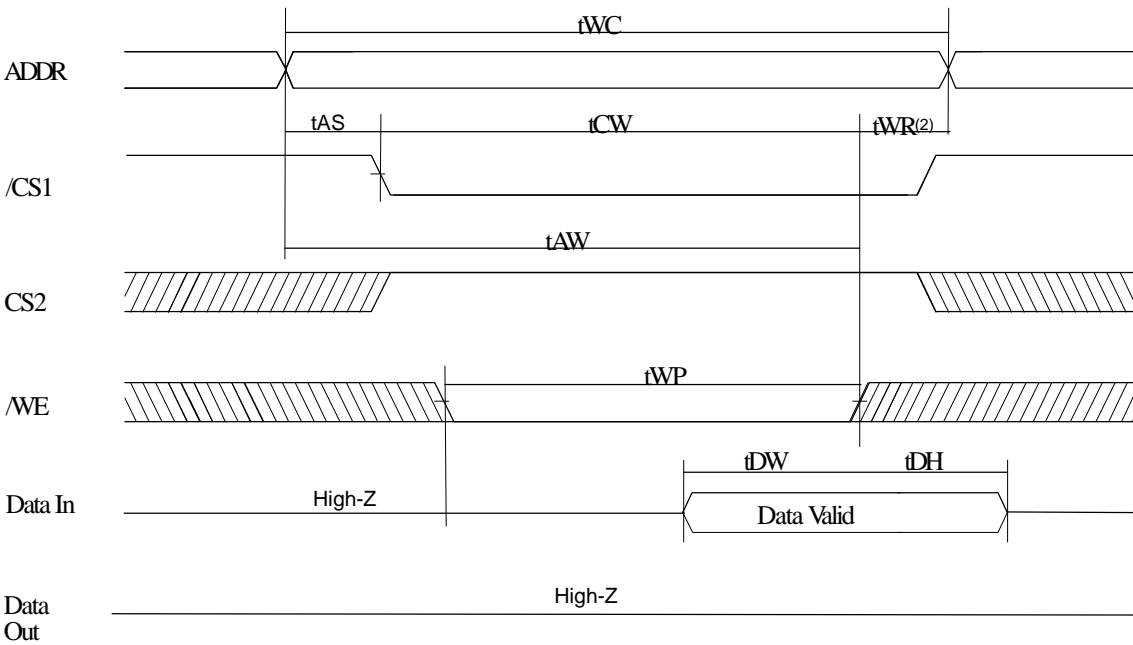 tWC
ADDR
tAS
tCW
tWR(2)
/CS1
tAW
CS2
tWP
/WE
tDW
tDH
Data In
High-Z
Data Valid
High-Z
Data
Out